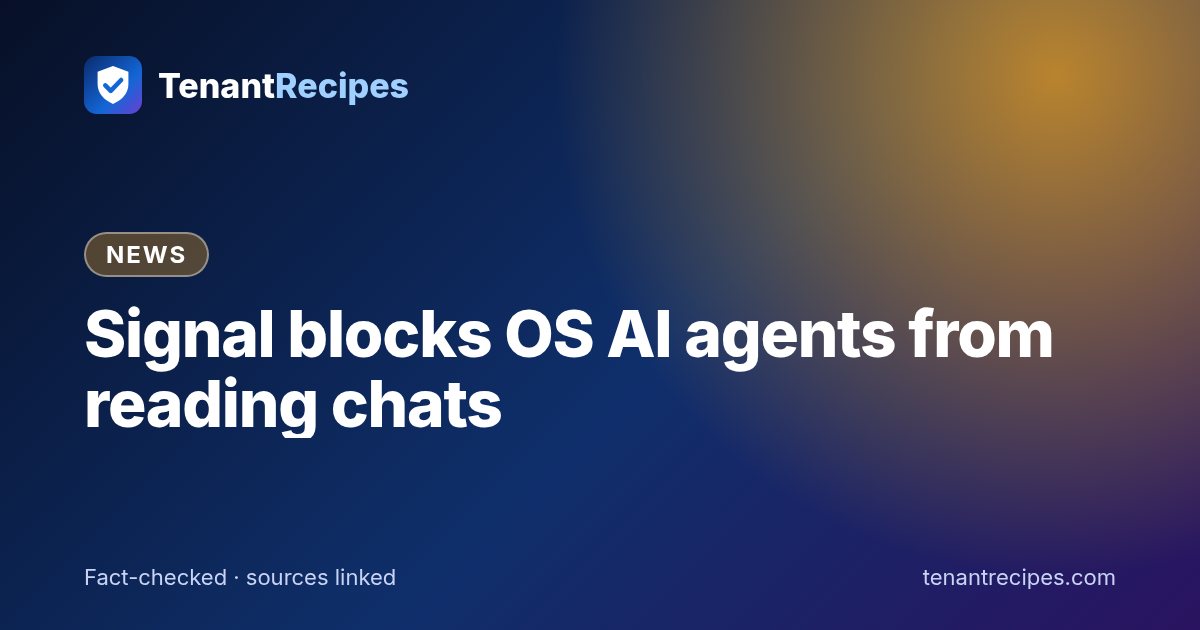 TenantRecipes
NEWS
Signal blocks OS AI agents from
reading chats
Fact-checked · sources linked
tenantrecipes.com